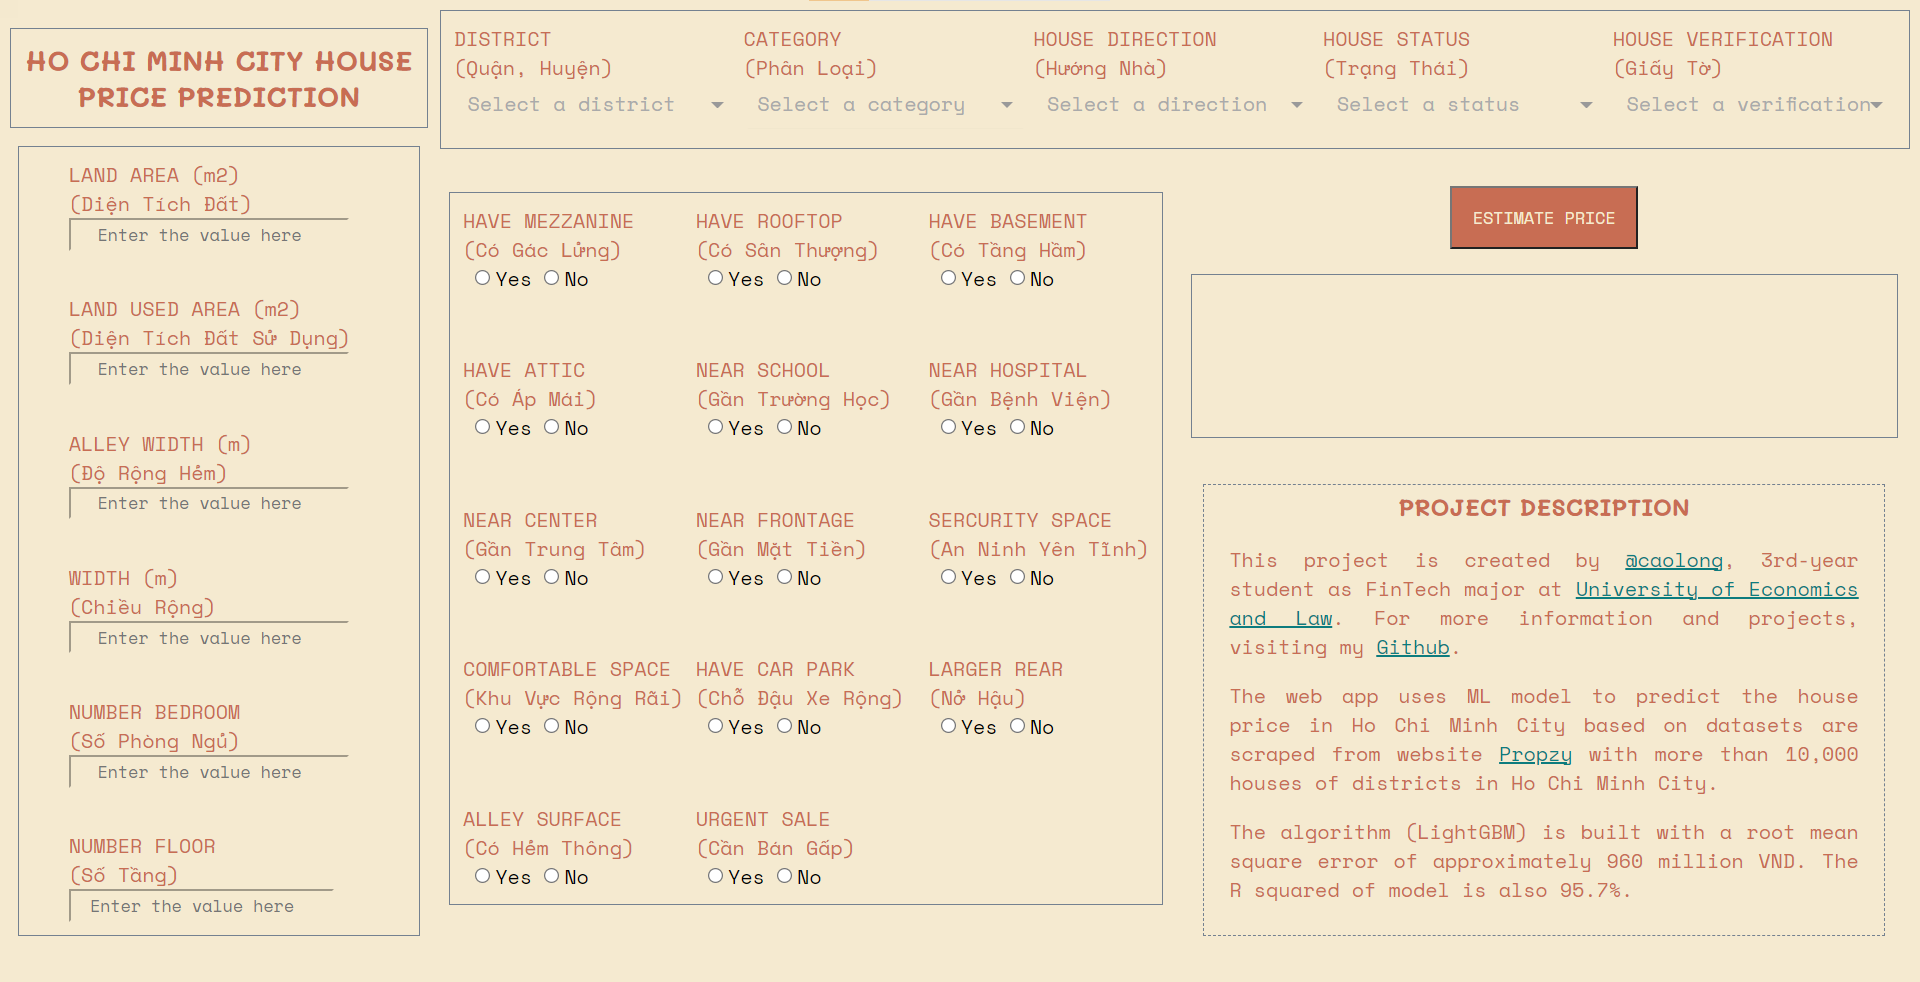 HO CHI MINH CITY HOUSE
PRICE PREDICTION
DISTRICT
(Quận, Huyện)
Select a district
CATEGORY
(Phân Loại)
Select a category
HOUSE DIRECTION
(Hướng Nhà)
Select a direction
HOUSE STATUS
(Trạng Thái)
Select a status
HOUSE VERIFICATION
(Giấy Tờ)
Select a verification
LAND AREA (m2)
(Diện Tích Đất)
Enter the value here
LAND USED AREA (m2)
(Diện Tích Đất Sử Dụng)
Enter the value here
ALLEY WIDTH (m)
(Độ Rộng Hẻm)
Enter the value here
WIDTH (m)
(Chiều Rộng)
Enter the value here
NUMBER BEDROOM
(Số Phòng Ngủ)
Enter the value here
NUMBER FLOOR
(Số Tầng)
Enter the value here
HAVE MEZZANINE
(Có Gác Lửng)
Yes No
HAVE ROOFTOP
(Có Sân Thượng)
Yes No
HAVE BASEMENT
(Có Tầng Hầm)
Yes No
HAVE ATTIC
(Có Áp Mái)
Yes No
NEAR SCHOOL
(Gần Trường Học)
Yes No
NEAR HOSPITAL
(Gần Bệnh Viện)
Yes No
NEAR CENTER
(Gần Trung Tâm)
Yes No
NEAR FRONTAGE
(Gần Mặt Tiền)
Yes No
SERCURITY SPACE
(An Ninh Yên Tĩnh)
Yes No
COMFORTABLE SPACE
(Khu Vực Rộng Rãi)
Yes No
HAVE CAR PARK
(Chỗ Đậu Xe Rộng)
Yes No
LARGER REAR
(Nở Hậu)
Yes No
ALLEY SURFACE
(Có Hẻm Thông)
Yes No
URGENT SALE
(Cần Bán Gấp)
Yes No
ESTIMATE PRICE
PROJECT DESCRIPTION
This project is created by @caolong, 3rd-year
student as FinTech major at University of Economics
and Law. For more information and projects,
visiting my Github.
The web app uses ML model to predict the house
price in Ho Chi Minh City based on datasets are
scraped from website Propzy with more than 10,000
houses of districts in Ho Chi Minh City.
The algorithm (LightGBM) is built with a root mean
square error of approximately 960 million VND. The
R squared of model is also 95.7%.